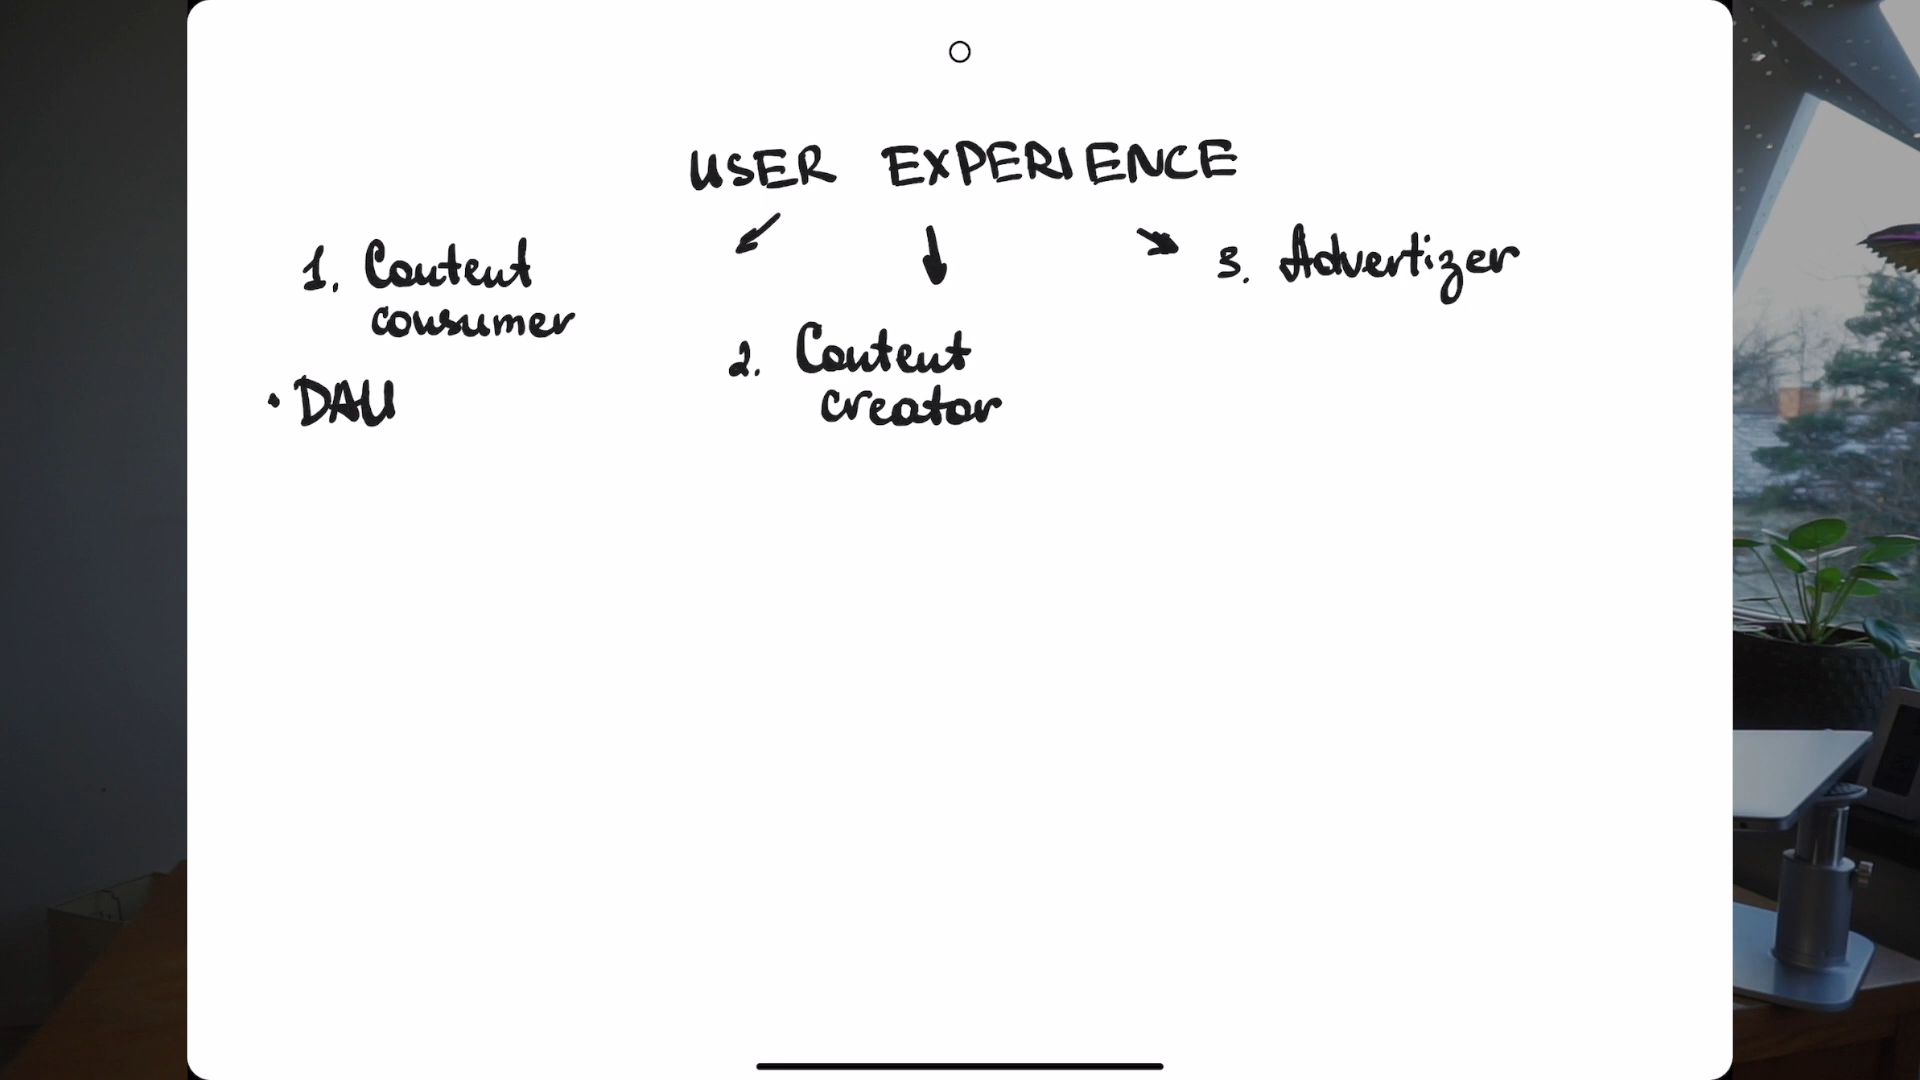 USER EXPERIENCE
1. Content
consumer
• DAU
2. Content
creator
3. Advertizer